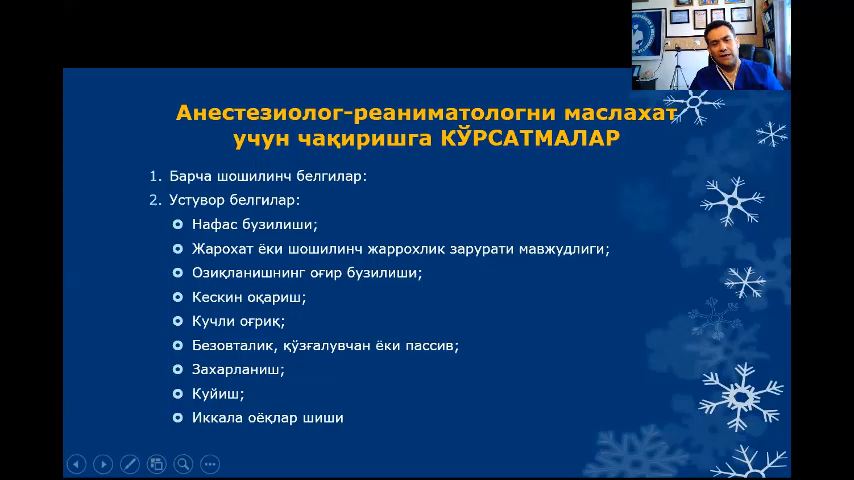 Анестезиолог-реаниматологни маслахат
учун чақиришга КЎРСАТМАЛАР
1. Барча шошилинч белгилар:
2. Устувор белгилар:
Нафас бузилиши;
Жарохат ёки шошилинч жаррохлик зарурати мавжудлиги;
Озиқланишнинг оғир бузилиши;
Кескин оқариш;
Кучли оғриқ;
Безовталик, қўзғалувчан ёки пассив;
Захарланиш;
Куйиш;
Иккала оёқлар шиши